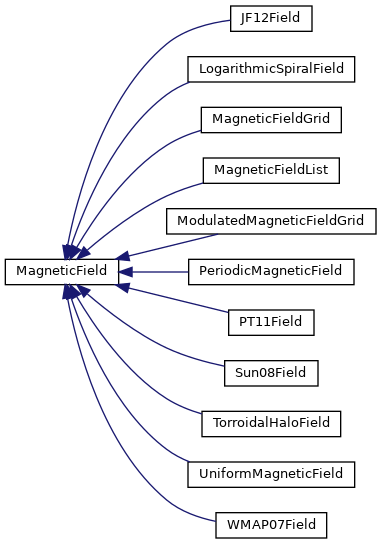 JF12Field
LogarithmicSpiralField
MagneticFieldGrid
MagneticFieldList
ModulatedMagneticFieldGrid
MagneticField
PeriodicMagneticField
PT11Field
Sun08Field
TorroidalHaloField
UniformMagneticField
WMAP07Field